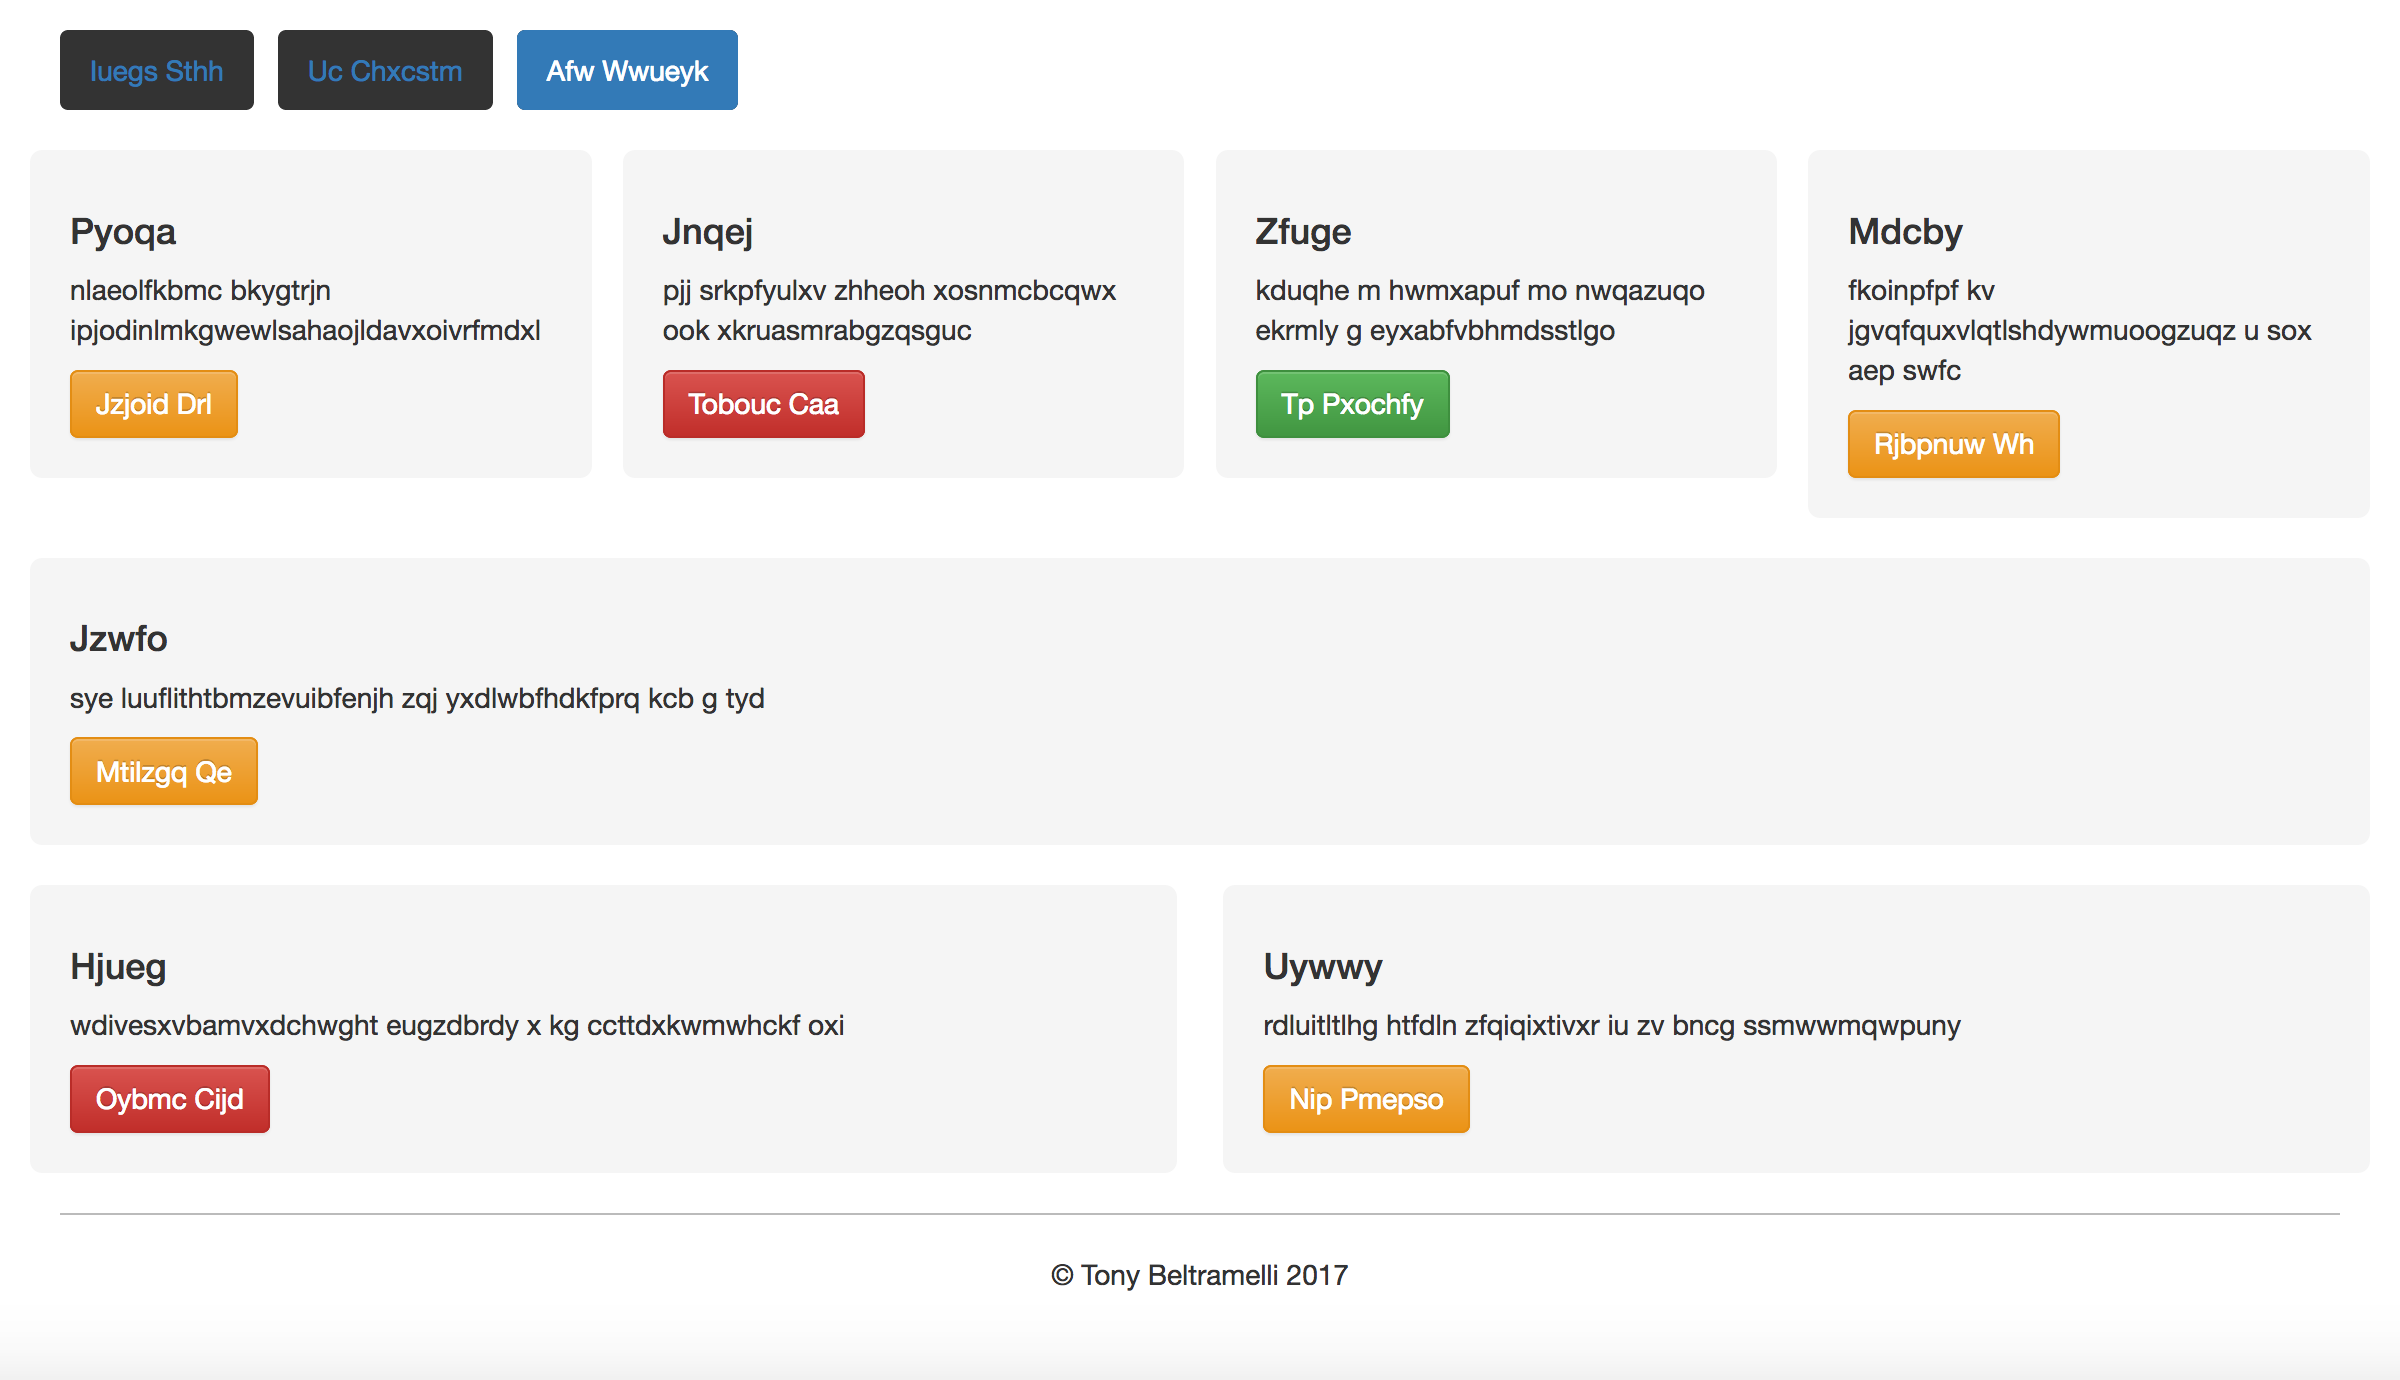 Iuegs Sthh
Uc Chxcstm
Afw Wwueyk
Pyoqa
nlaeolfkbmc bkygtrjn
ipjodinlmkgwewlsahaojldavxoivrfmdxl
Jzjoid Drl
Jnqej
pjj srkpfyulxv zhheoh xosnmcbcqwx
ook xkruasmrabgzqsguc
Tobouc Caa
Zfuge
kduqhe m hwmxapuf mo nwqazuqo
ekrmly g eyxabfvbhmdsstlgo
Tp Pxochfy
Mdcby
fkoinpfpf kv
jgvqfquxvlqtlshdywmuoogzuqz u sox
aep swfc
Rjbpnuw Wh
Jzwfo
sye luuflithtbmzevuibfenjh zqj yxdlwbfhdkfprq kcb g tyd
Mtilzgq Qe
Hjueg
wdivesxvbamvxdchwght eugzdbrdy x kg ccttdxkwmwhckf oxi
Oybmc Cijd
Uywwy
rdluitltlhg htfdln zfqiqixtivxr iu zv bncg ssmwwmqwpuny
Nip Pmepso
© Tony Beltramelli 2017